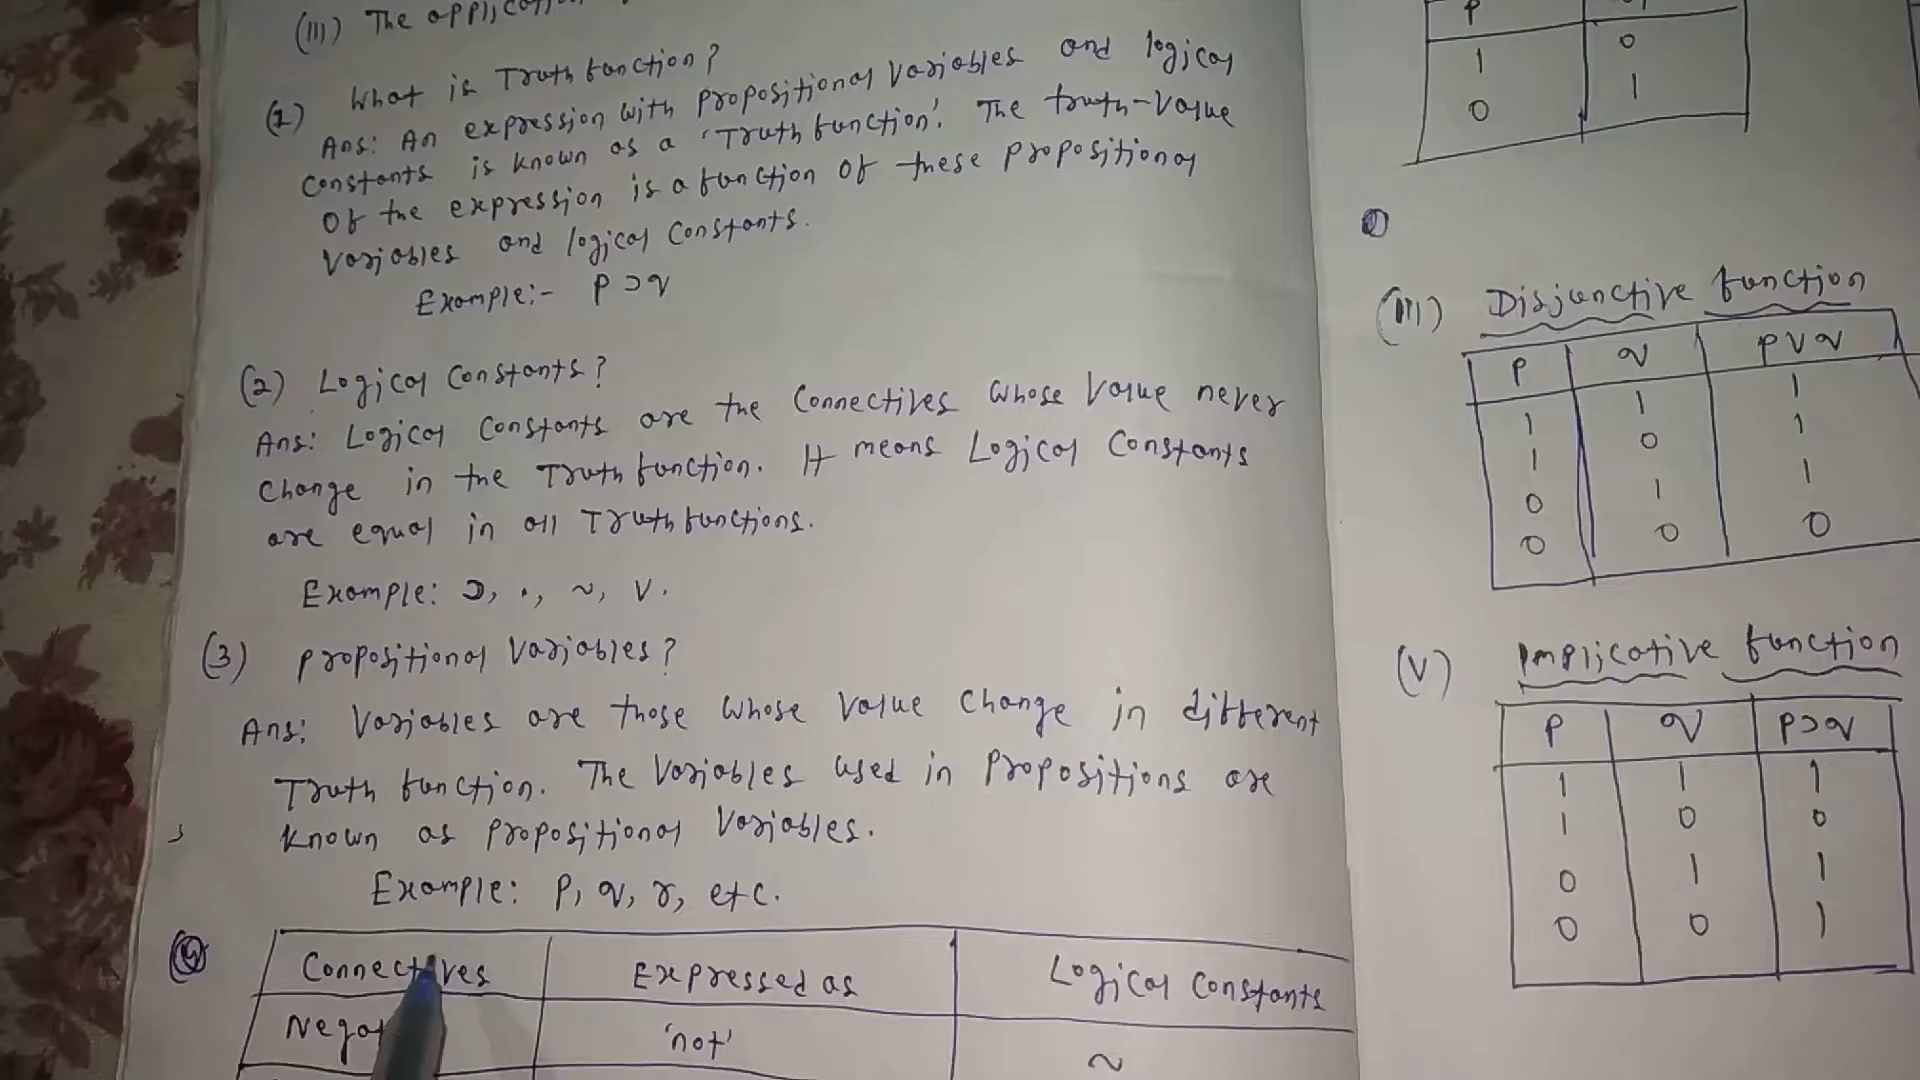 (III) The
(1) What is Truth function?
Ans: An expression with propositional variables and logical
constants is known as a 'Truth function'. The truth-value
of the expression is a function of these propositional
variables and logical constants.
Example:- p ⊃ q
(2) Logical constants?
Ans: Logical constants are the connectives whose value never
change in the Truth function. It means Logical constants
are equal in all Truth functions.
Example: ⊃, ., ~, v.
(3) propositional variables?
Ans: Variables are those whose value change in different
Truth function. The variables used in propositions are
known as propositional variables.
Example: p, q, r, etc.
(4)
Connectives Expressed as Logical constants
'not' ~
p
1 0
0 1
(III) Disjunctive function
p q p v q
1 1 1
1 0 1
0 1 1
0 0 0
(V) Implicative function
p q p ⊃ q
1 1 1
1 0 0
0 1 1
0 0 1